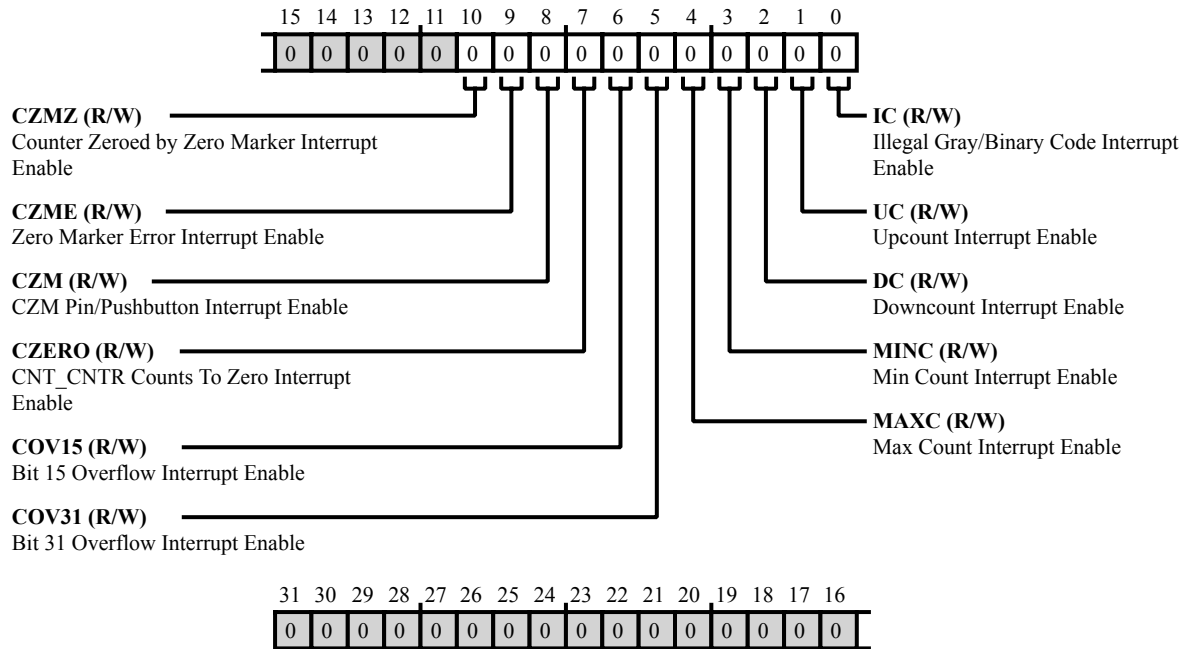 15 14 13 12 11 10 9 8 7 6 5 4 3 2 1 0
0 0 0 0 0 0 0 0 0 0 0 0 0 0 0 0
CZMZ (R/W)
Counter Zeroed by Zero Marker Interrupt
Enable
CZME (R/W)
Zero Marker Error Interrupt Enable
CZM (R/W)
CZM Pin/Pushbutton Interrupt Enable
CZERO (R/W)
CNT_CNTR Counts To Zero Interrupt
Enable
COV15 (R/W)
Bit 15 Overflow Interrupt Enable
COV31 (R/W)
Bit 31 Overflow Interrupt Enable
IC (R/W)
Illegal Gray/Binary Code Interrupt
Enable
UC (R/W)
Upcount Interrupt Enable
DC (R/W)
Downcount Interrupt Enable
MINC (R/W)
Min Count Interrupt Enable
MAXC (R/W)
Max Count Interrupt Enable
31 30 29 28 27 26 25 24 23 22 21 20 19 18 17 16
0 0 0 0 0 0 0 0 0 0 0 0 0 0 0 0